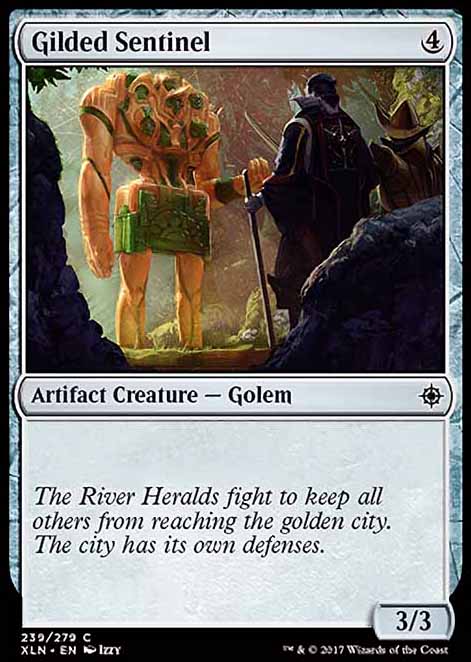 Gilded Sentinel 4
Artifact Creature — Golem
The River Heralds fight to keep all
others from reaching the golden city.
The city has its own defenses.
3/3
239/279 C
XLN • EN Izzy
™ & © 2017 Wizards of the Coast